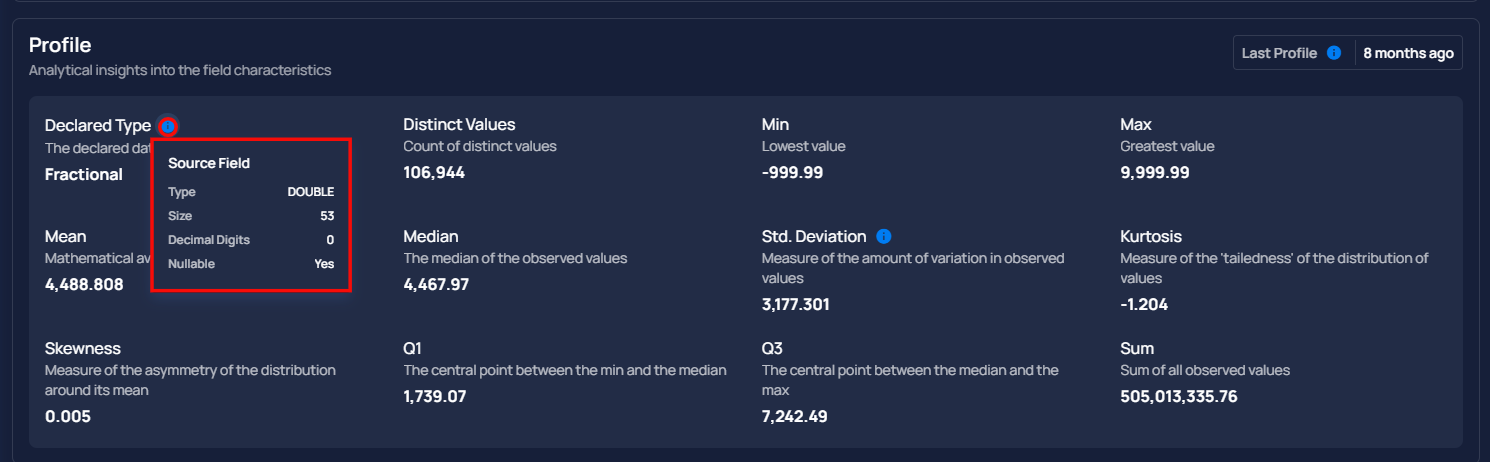 Profile
Analytical insights into the field characteristics
Last Profile
8 months ago
Declared Type
The declared dat
Fractional
Source Field
Type DOUBLE
Size 53
Decimal Digits 0
Nullable Yes
Distinct Values
Count of distinct values
106,944
Min
Lowest value
-999.99
Max
Greatest value
9,999.99
Mean
Mathematical av
4,488.808
Median
The median of the observed values
4,467.97
Std. Deviation
Measure of the amount of variation in observed
values
3,177.301
Kurtosis
Measure of the 'tailedness' of the distribution of
values
-1.204
Skewness
Measure of the asymmetry of the distribution
around its mean
0.005
Q1
The central point between the min and the median
1,739.07
Q3
The central point between the median and the
max
7,242.49
Sum
Sum of all observed values
505,013,335.76